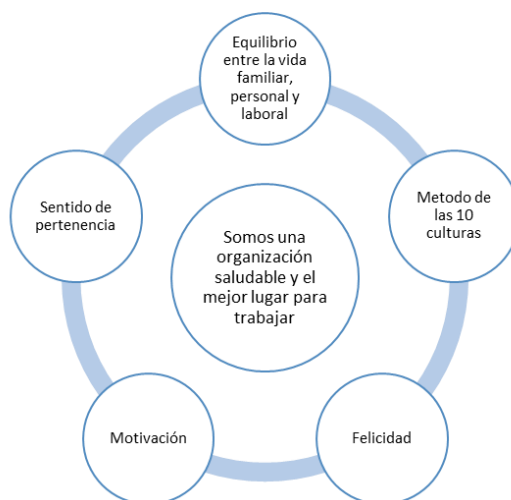 Equilibrio
entre la vida
familiar,
personal y
laboral
Metodo de
las 10
culturas
Felicidad
Motivación
Sentido de
pertenencia
Somos una
organización
saludable y el
mejor lugar para
trabajar